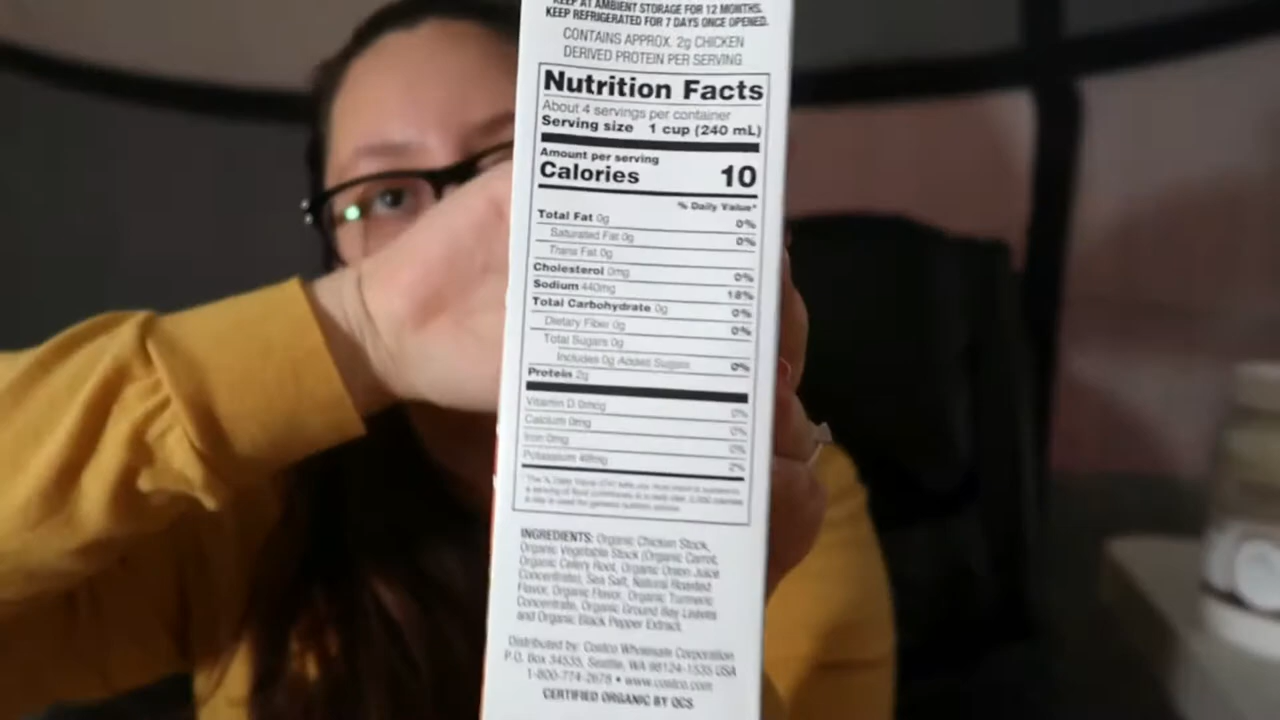 KEEP AT AMBIENT STORAGE FOR 12 MONTHS.
KEEP REFRIGERATED FOR 7 DAYS ONCE OPENED.
CONTAINS APPROX. 2g CHICKEN
DERIVED PROTEIN PER SERVING
Nutrition Facts
About 4 servings per container
Serving size 1 cup (240 mL)
Amount per serving
Calories 10
% Daily Value*
Total Fat 0g 0%
Saturated Fat 0g 0%
Trans Fat 0g
Cholesterol 0mg 0%
Sodium 440mg 18%
Total Carbohydrate 0g 0%
Dietary Fiber 0g 0%
Total Sugars 0g
Includes 0g Added Sugars 0%
Protein 2g
Vitamin D 0mcg 0%
Calcium 0mg 0%
Iron 0mg 0%
Potassium 2%
INGREDIENTS: Organic Chicken Stock,
Organic Vegetable Stock (Organic Carrot,
Organic Celery Root, Organic Onion Juice
Concentrate), Sea Salt, Natural Roasted
Flavor, Organic Flavor, Organic Turmeric
Concentrate, Organic Ground Bay Leaves
and Organic Black Pepper Extract.
Distributed by: Costco Wholesale Corporation
P.O. Box 34535, Seattle, WA 98124-1535 USA
1-800-774-2678 • www.costco.com
CERTIFIED ORGANIC BY QCS